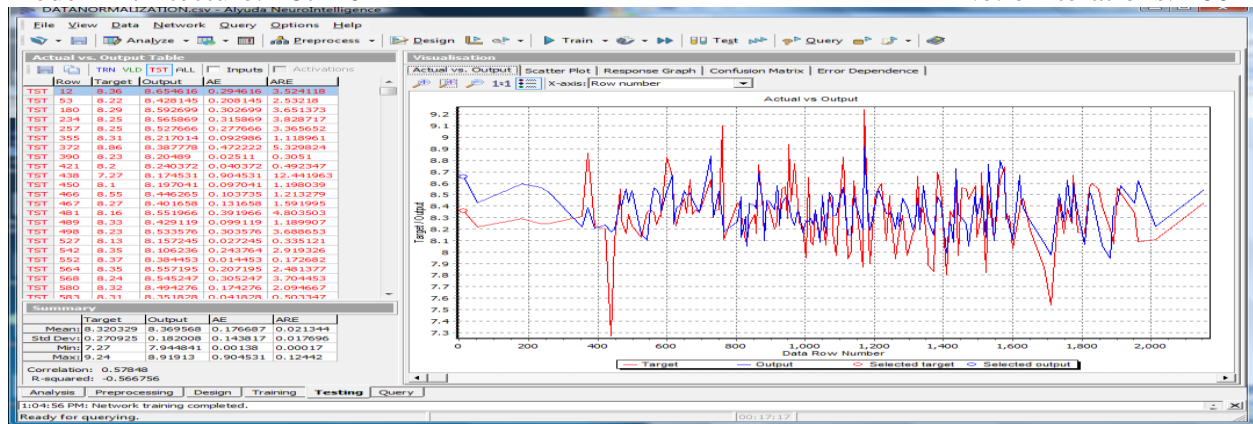 DATANORMALIZATION.csv - Alyuda NeuroIntelligence
File View Data Network Query Options Help
Analyze Preprocess Design Train Test Query
Actual vs. Output Table
TRN VLD TST ALL Inputs Activations
Row Target Output AE ARE
TST 12 8.36 8.654616 0.294616 3.524118
TST 53 8.22 8.428145 0.208145 2.53218
TST 180 8.29 8.592699 0.302699 3.651373
TST 234 8.25 8.565869 0.315869 3.828717
TST 257 8.25 8.527666 0.277666 3.365652
TST 355 8.31 8.217014 0.092986 1.118961
TST 372 8.86 8.387778 0.472222 5.329824
TST 390 8.23 8.20489 0.02511 0.3051
TST 421 8.2 8.240372 0.040372 0.492347
TST 438 7.27 8.174531 0.904531 12.441963
TST 450 8.1 8.197041 0.097041 1.198039
TST 466 8.55 8.446265 0.103735 1.213279
TST 467 8.27 8.401658 0.131658 1.591995
TST 481 8.16 8.551966 0.391966 4.803503
TST 489 8.33 8.429119 0.099119 1.189907
TST 498 8.23 8.533576 0.303576 3.688653
TST 527 8.13 8.157245 0.027245 0.335121
TST 542 8.35 8.106236 0.243764 2.919326
TST 552 8.37 8.384453 0.014453 0.172682
TST 564 8.35 8.557195 0.207195 2.481377
TST 568 8.24 8.545247 0.305247 3.704453
TST 580 8.32 8.494276 0.174276 2.094667
TST 583 8.31 8.351828 0.041828 0.503347
Summary
Target Output AE ARE
Mean: 8.320329 8.369568 0.176687 0.021344
Std Dev: 0.270925 0.182008 0.143817 0.017696
Min: 7.27 7.944841 0.00138 0.00017
Max: 9.24 8.91913 0.904531 0.12442
Correlation: 0.57848
R-squared: -0.566756
Visualisation
Actual vs. Output Scatter Plot Response Graph Confusion Matrix Error Dependence
1:1 X-axis: Row number
Actual vs Output
9.2
9.1
9
8.9
8.8
8.7
8.6
8.5
8.4
8.3
8.2
8.1
8
7.9
7.8
7.7
7.6
7.5
7.4
7.3
Target,Output
0 200 400 600 800 1,000 1,200 1,400 1,600 1,800 2,000
Data Row Number
Target Output Selected target Selected output
Analysis Preprocessing Design Training Testing Query
1:04:56 PM: Network training completed.
Ready for querying. 00:17:17